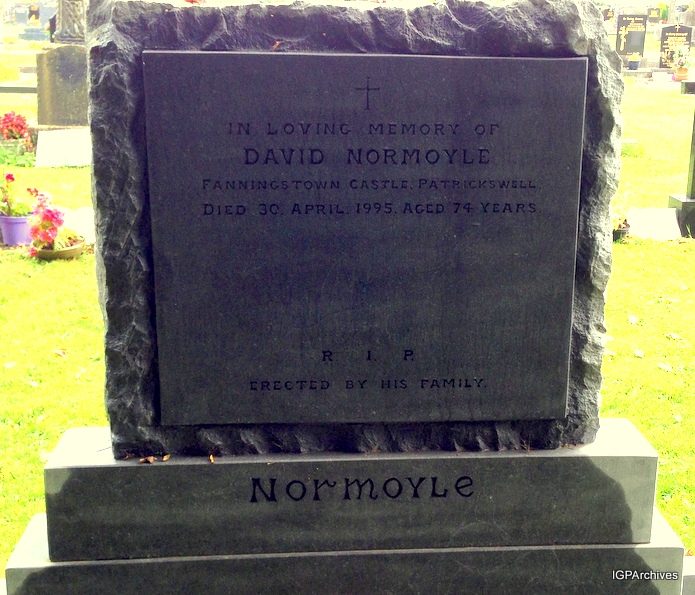 IN LOVING MEMORY OF
DAVID NORMOYLE
FANNINGSTOWN CASTLE, PATRICKSWELL
DIED 30. APRIL. 1995. AGED 74 YEARS
R. I. P.
ERECTED BY HIS FAMILY.
NORMOYLE
IGPArchives